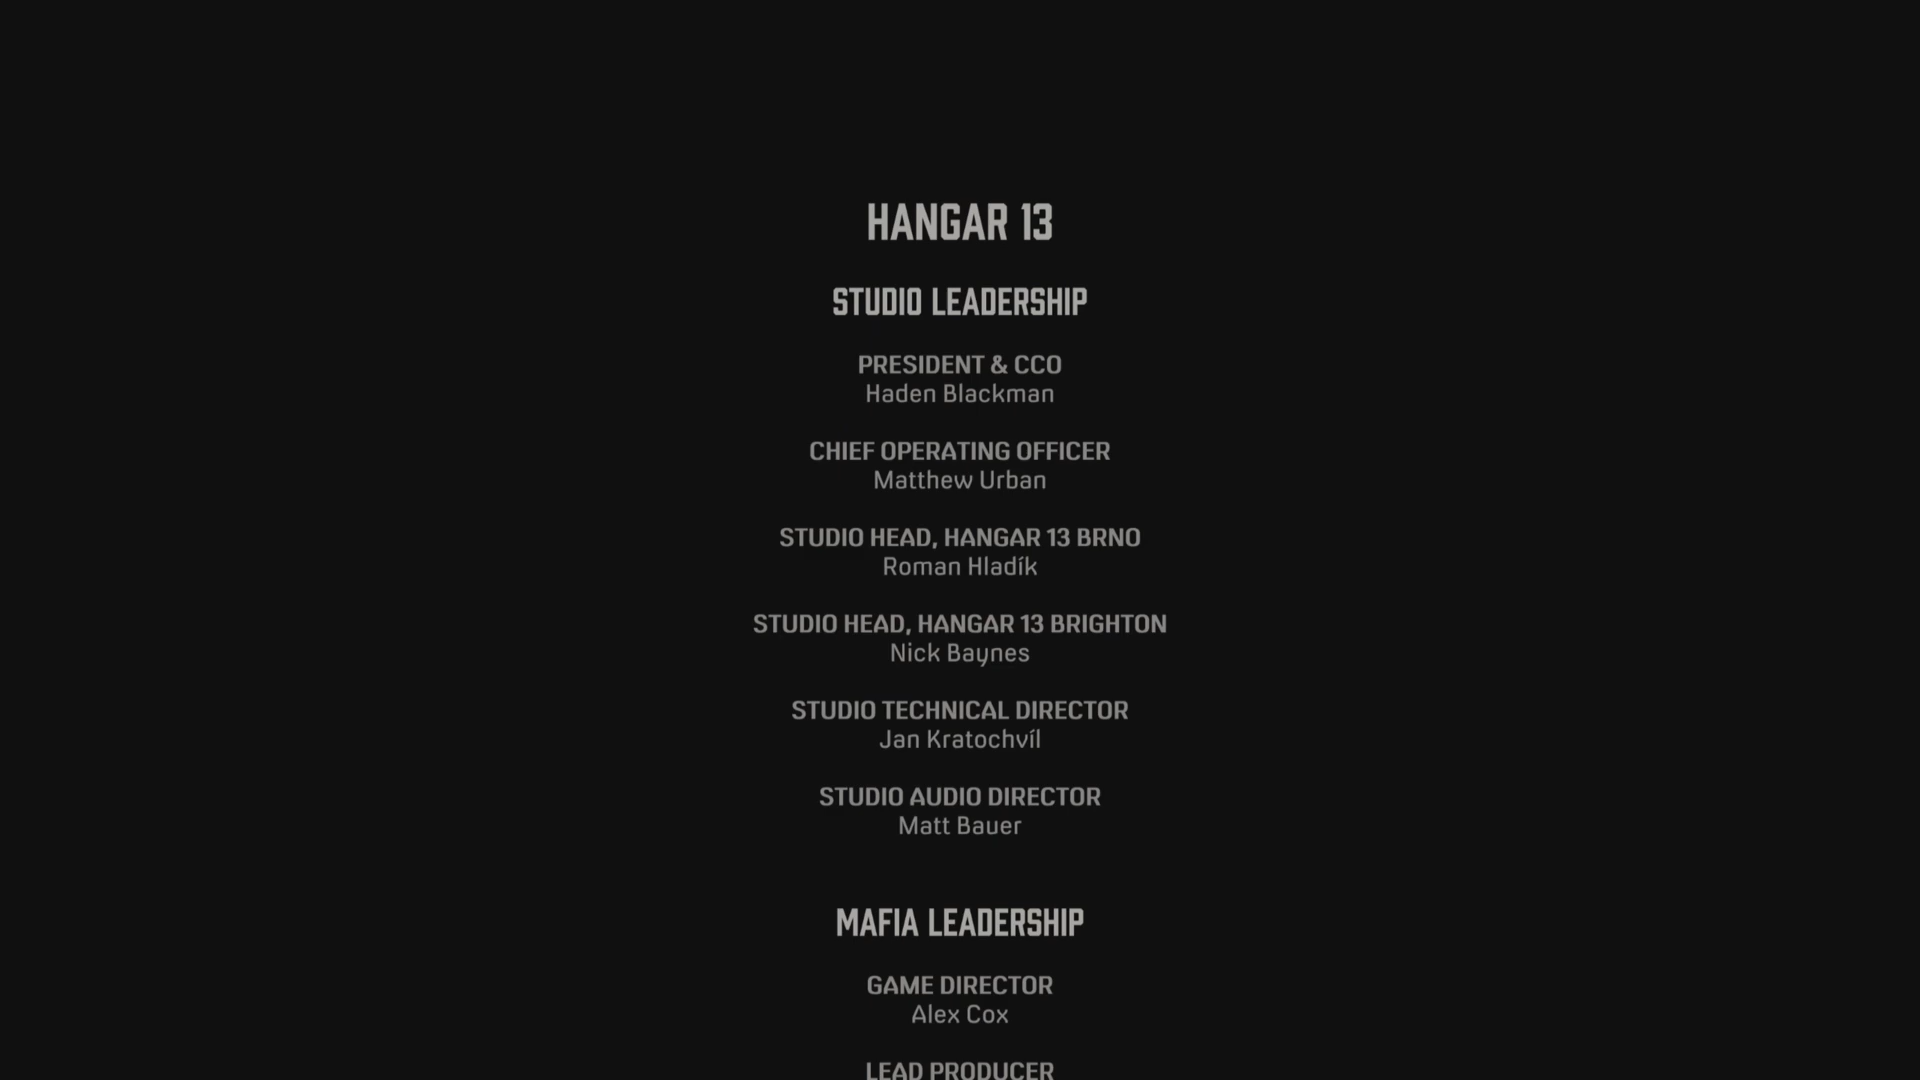 HANGAR 13
STUDIO LEADERSHIP
PRESIDENT & CCO
Haden Blackman
CHIEF OPERATING OFFICER
Matthew Urban
STUDIO HEAD, HANGAR 13 BRNO
Roman Hladík
STUDIO HEAD, HANGAR 13 BRIGHTON
Nick Baynes
STUDIO TECHNICAL DIRECTOR
Jan Kratochvíl
STUDIO AUDIO DIRECTOR
Matt Bauer
MAFIA LEADERSHIP
GAME DIRECTOR
Alex Cox
LEAD PRODUCER